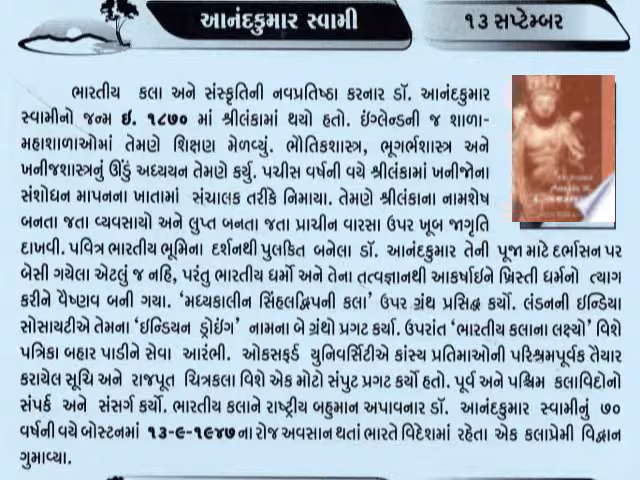 આનંદકુમાર સ્વામી
૧૩ સપ્ટેમ્બર
ભારતીય કલા અને સંસ્કૃતિની નવપ્રતિષ્ઠા કરનાર ડૉ. આનંદકુમાર
સ્વામીનો જન્મ ઇ. ૧૮૭૦ માં શ્રીલંકામાં થયો હતો. ઇંગ્લેન્ડની જ શાળા-
મહાશાળાઓમાં તેમણે શિક્ષણ મેળવ્યું. ભૌતિકશાસ્ત્ર, ભૂગર્ભશાસ્ત્ર અને
ખનીજશાસ્ત્રનું ઊંડું અધ્યયન તેમણે કર્યુ. પચીસ વર્ષની વયે શ્રીલંકામાં ખનીજોના
સંશોધન માપનના ખાતામાં સંચાલક તરીકે નિમાયા. તેમણે શ્રીલંકાના નામશેષ
બનતા જતા વ્યવસાયો અને લુપ્ત બનતા જતા પ્રાચીન વારસા ઉપર ખૂબ જાગૃતિ
દાખવી. પવિત્ર ભારતીય ભૂમિના દર્શનથી પુલકિત બનેલા ડૉ. આનંદકુમાર તેની પૂજા માટે દર્ભાસન પર
બેસી ગયેલા એટલું જ નહિ, પરંતુ ભારતીય ધર્મો અને તેના તત્વજ્ઞાનથી આકર્ષાઇને ખ્રિસ્તી ધર્મનો ત્યાગ
કરીને વૈષ્ણવ બની ગયા. ‘મધ્યકાલીન સિંહલદ્વિપની કલા’ ઉપર ગ્રંથ પ્રસિદ્ધ કર્યો. લંડનની ઇન્ડિયા
સોસાયટીએ તેમના ‘ઇન્ડિયન ડ્રોઇંગ’ નામના બે ગ્રંથો પ્રગટ કર્યા. ઉપરાંત ‘ભારતીય કલાના લક્ષ્યો’ વિશે
પત્રિકા બહાર પાડીને સેવા આરંભી. ઓકસફર્ડ યુનિવર્સિટીએ કાંસ્ય પ્રતિમાઓની પરિશ્રમપૂર્વક તૈયાર
કરાયેલ સૂચિ અને રાજપૂત ચિત્રકલા વિશે એક મોટો સંપુટ પ્રગટ કર્યો હતો. પૂર્વ અને પશ્ચિમ કલાવિદોનો
સંપર્ક અને સંસર્ગ કર્યો. ભારતીય કલાને રાષ્ટ્રીય બહુમાન અપાવનાર ડૉ. આનંદકુમાર સ્વામીનું ૭૦
વર્ષની વયે બોસ્ટનમાં ૧૩-૯-૧૯૪૭ના રોજ અવસાન થતાં ભારતે વિદેશમાં રહેતા એક કલાપ્રેમી વિદ્વાન
ગુમાવ્યા.